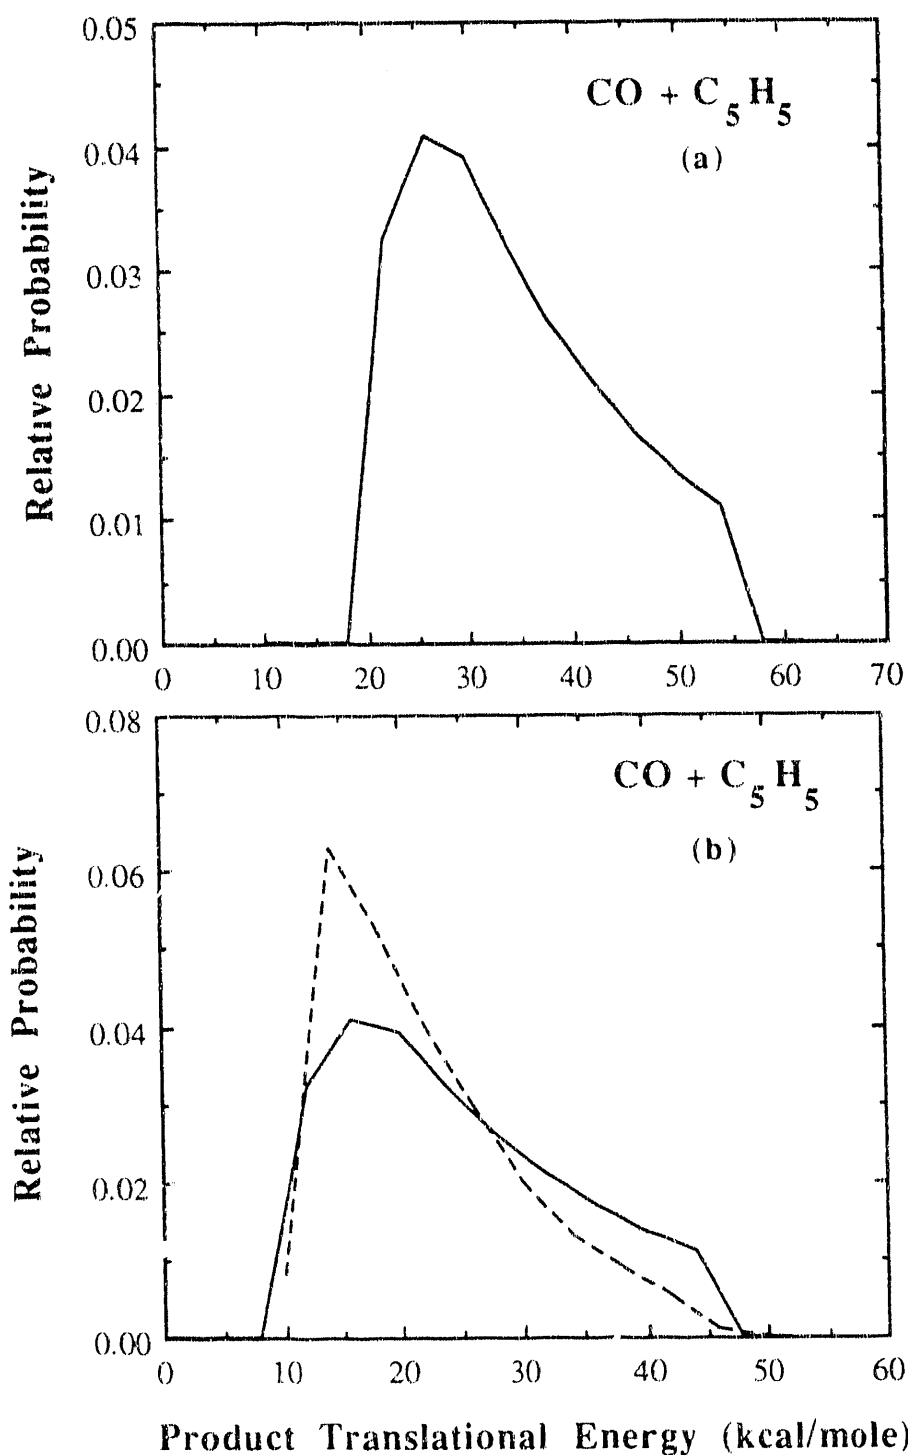 0.05
CO + C5H5
(a)
0.04
0.03
0.02
0.01
0.00
Relative Probability
0 10 20 30 40 50 60 70
0.08
CO + C5H5
(b)
0.06
0.04
0.02
0.00
Relative Probability
0 10 20 30 40 50 60
Product Translational Energy (kcal/mole)